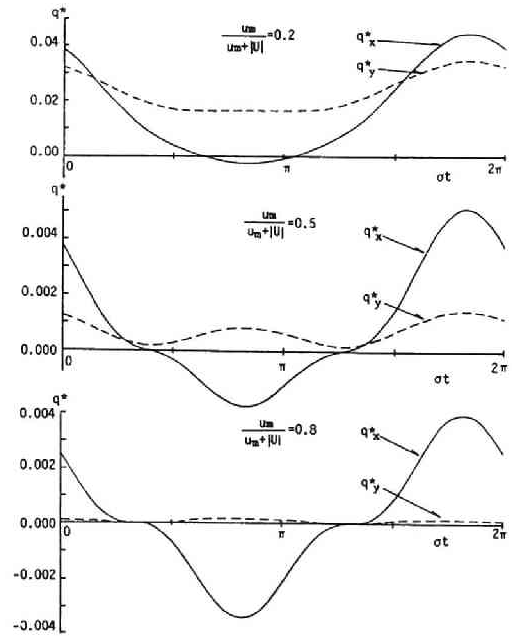 q*
um / um+|U| =0.2
q*x
q*y
0.04
0.02
0.00
0
π
2π
σt
q*
um / um+|U| =0.5
q*x
q*y
0.004
0.002
0.000
0
π
2π
σt
q*
um / um+|U| =0.8
q*x
q*y
0.004
0.002
0.000
0
π
2π
σt
-0.002
-0.004